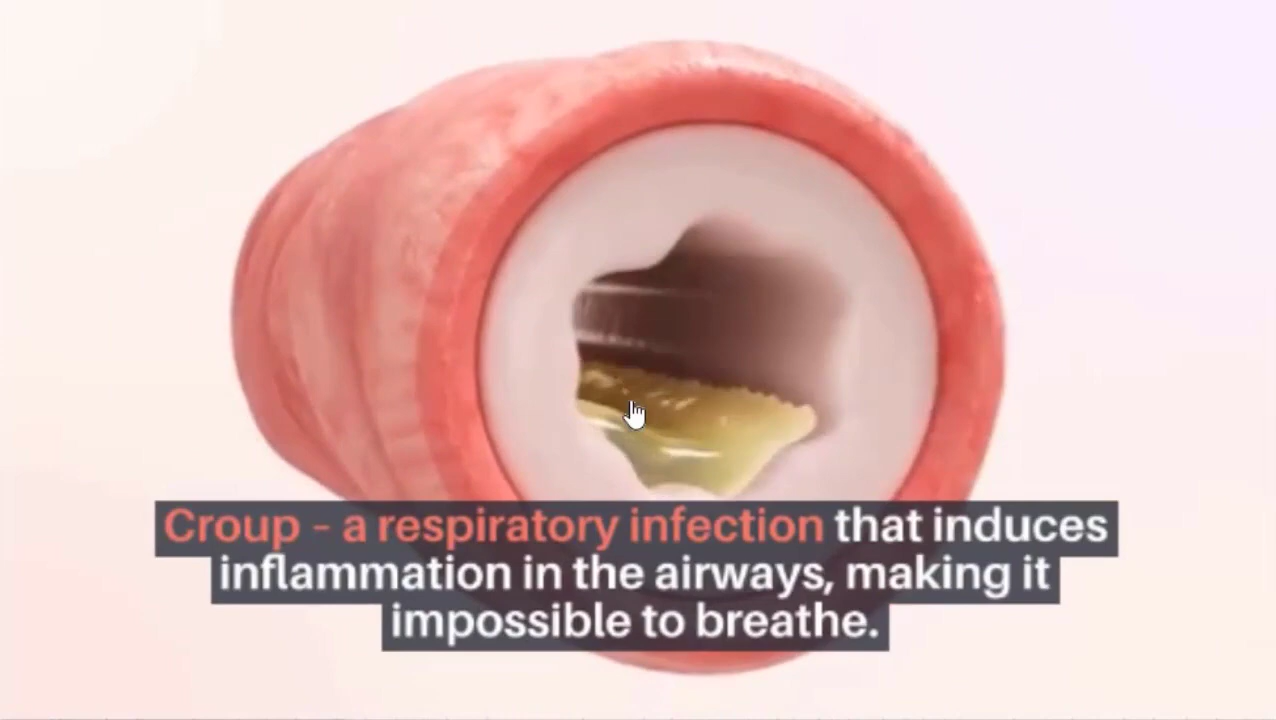 Croup – a respiratory infection that induces
inflammation in the airways, making it
impossible to breathe.